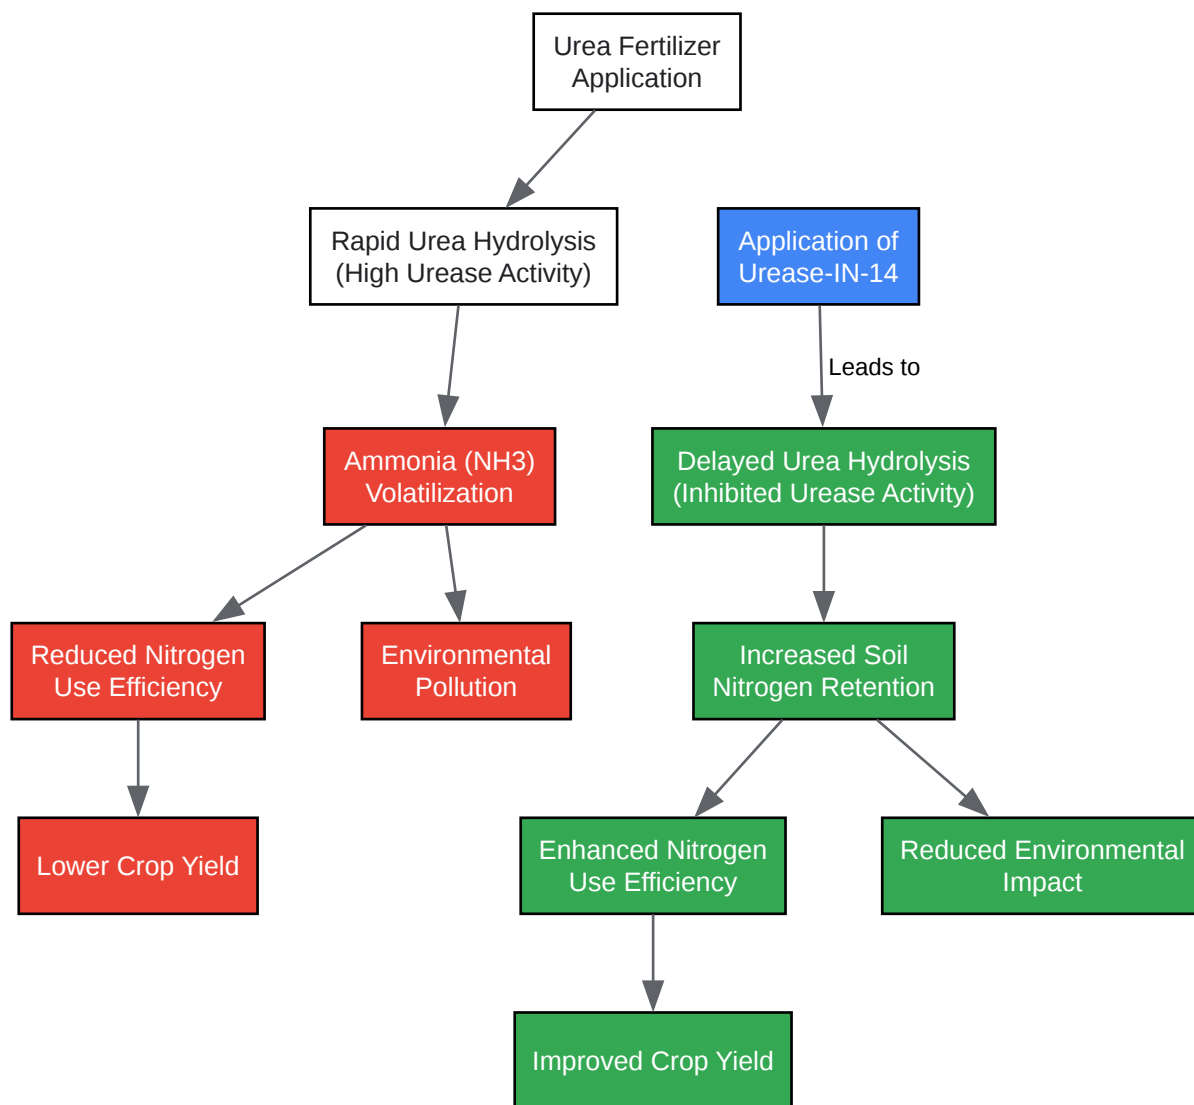 Urea Fertilizer
Application
Rapid Urea Hydrolysis
(High Urease Activity)
Application of
Urease-IN-14
Leads to
Ammonia (NH3)
Volatilization
Delayed Urea Hydrolysis
(Inhibited Urease Activity)
Reduced Nitrogen
Use Efficiency
Environmental
Pollution
Increased Soil
Nitrogen Retention
Lower Crop Yield
Enhanced Nitrogen
Use Efficiency
Reduced Environmental
Impact
Improved Crop Yield